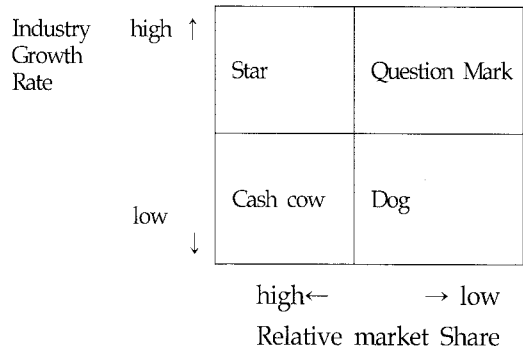 Industry
Growth
Rate
high ↑
Star
Question Mark
Cash cow
Dog
low
↓
high←
→ low
Relative market Share